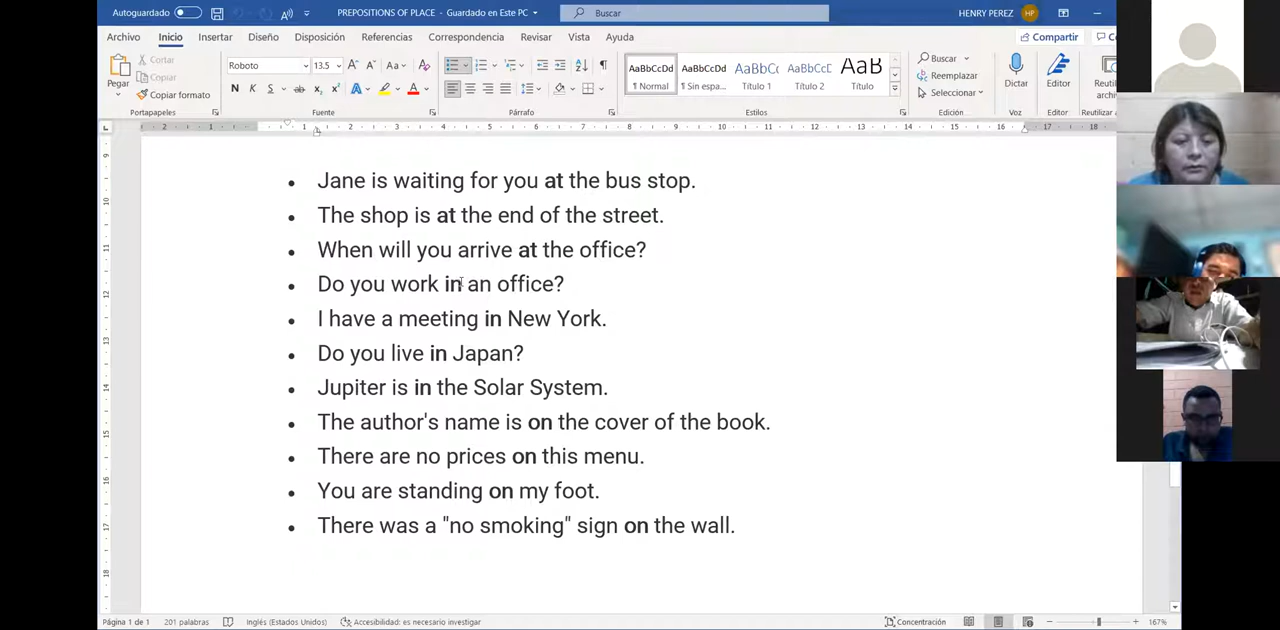 Autoguardado PREPOSITIONS OF PLACE - Guardado en Este PC Buscar HENRY PEREZ HP
Archivo Inicio Insertar Diseño Disposición Referencias Correspondencia Revisar Vista Ayuda Compartir
Pegar Cortar Copiar Copiar formato
Roboto 13.5
N K S
AaBbCcDd AaBbCcDd AaBbCc AaBbCcD AaB
Normal Sin espa... Título 1 Título 2 Título
Buscar Reemplazar Seleccionar
Dictar Editor
Portapapeles Fuente Párrafo Estilos Edición Voz Editor
Jane is waiting for you at the bus stop.
The shop is at the end of the street.
When will you arrive at the office?
Do you work in an office?
I have a meeting in New York.
Do you live in Japan?
Jupiter is in the Solar System.
The author's name is on the cover of the book.
There are no prices on this menu.
You are standing on my foot.
There was a "no smoking" sign on the wall.
Página 1 de 1 201 palabras Inglés (Estados Unidos) Accesibilidad: es necesario investigar Concentración 167%